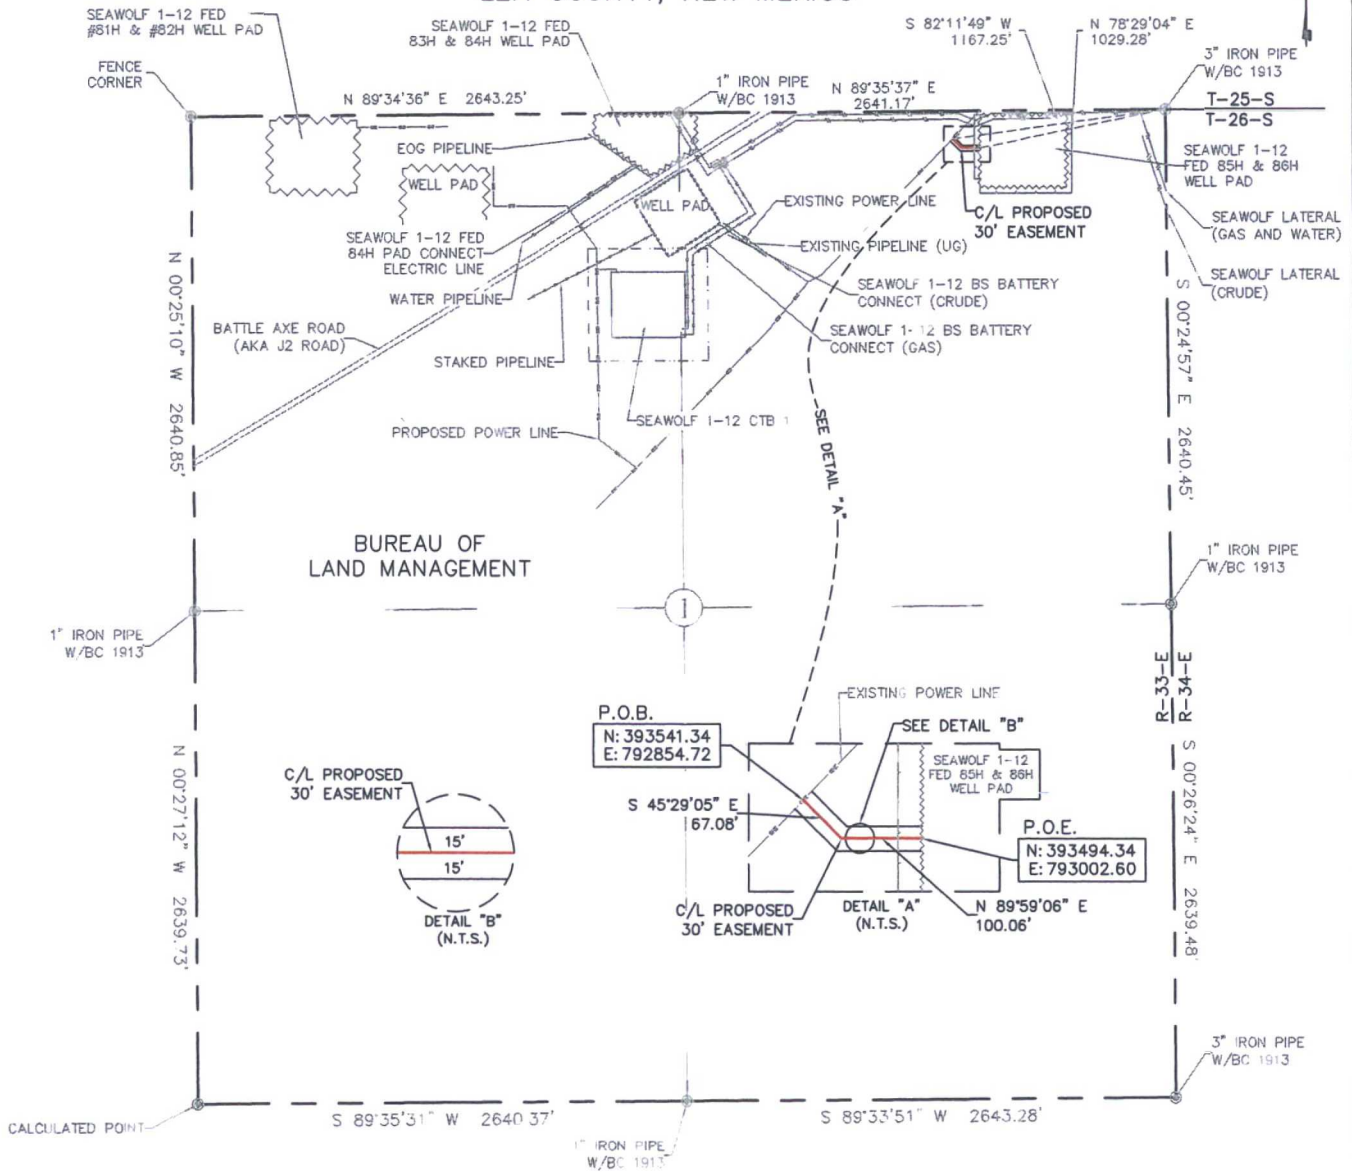 SEAWOLF 1-12 FED
#81H & #82H WELL PAD
SEAWOLF 1-12 FED
83H & 84H WELL PAD
S 82°11'49" W
1167.25'
N 78°29'04" E
1029.28'
3" IRON PIPE
W/BC 1913
FENCE
CORNER
N 89°34'36" E 2643.25'
1" IRON PIPE
W/BC 1913
N 89°35'37" E
2641.17'
T-25-S
T-26-S
EOG PIPELINE
WELL PAD
WELL PAD
SEAWOLF 1-12
FED 85H & 86H
WELL PAD
EXISTING POWER LINE
C/L PROPOSED
30' EASEMENT
SEAWOLF LATERAL
(GAS AND WATER)
SEAWOLF 1-12 FED
84H PAD CONNECT
ELECTRIC LINE
EXISTING PIPELINE (UG)
WATER PIPELINE
SEAWOLF 1-12 BS BATTERY
CONNECT (CRUDE)
SEAWOLF LATERAL
(CRUDE)
N 00°25'10" W 2640.85'
S 00°24'57" E 2640.45'
BATTLE AXE ROAD
(AKA J2 ROAD)
STAKED PIPELINE
SEAWOLF 1-12 BS BATTERY
CONNECT (GAS)
PROPOSED POWER LINE
SEAWOLF 1-12 CTB 1
SEE DETAIL "A"
BUREAU OF
LAND MANAGEMENT
1" IRON PIPE
W/BC 1913
1
1" IRON PIPE
W/BC 1913
R-33-E
R-34-E
EXISTING POWER LINE
P.O.B.
N: 393541.34
E: 792854.72
SEE DETAIL "B"
SEAWOLF 1-12
FED 85H & 86H
WELL PAD
C/L PROPOSED
30' EASEMENT
S 45°29'05" E
67.08'
15'
15'
P.O.E.
N: 393494.34
E: 793002.60
N 00°27'12" W 2639.73'
S 00°26'24" E 2639.48'
DETAIL "B"
(N.T.S.)
C/L PROPOSED
30' EASEMENT
DETAIL "A"
(N.T.S.)
N 89°59'06" E
100.06'
3" IRON PIPE
W/BC 1913
CALCULATED POINT
S 89°35'31" W 2640.37'
S 89°33'51" W 2643.28'
1" IRON PIPE
W/BC 1913